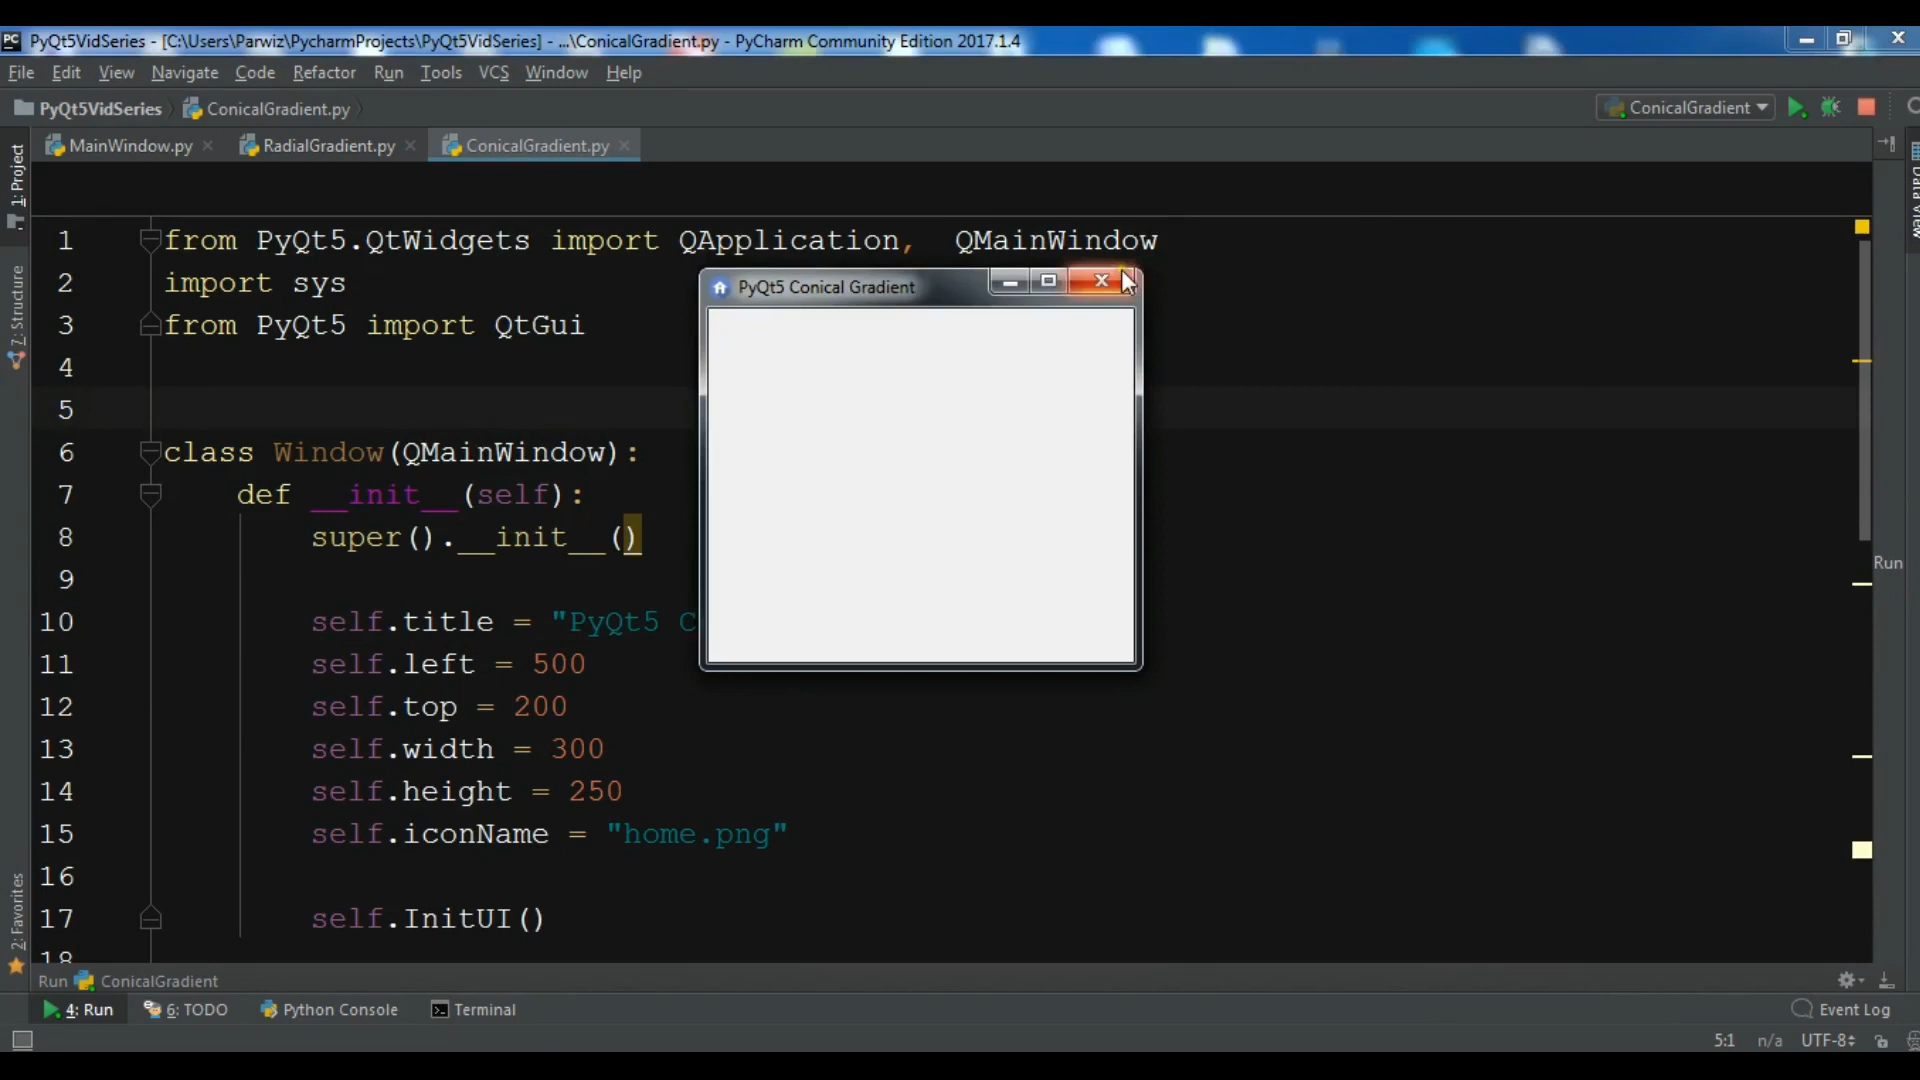 PyQt5VidSeries - [C:\Users\Parwiz\PycharmProjects\PyQt5VidSeries] - ...\ConicalGradient.py - PyCharm Community Edition 2017.1.4
File Edit View Navigate Code Refactor Run Tools VCS Window Help
PyQt5VidSeries ConicalGradient.py ConicalGradient
MainWindow.py RadialGradient.py ConicalGradient.py
1: Project
7: Structure
2: Favorites
Data View
Run
1 from PyQt5.QtWidgets import QApplication, QMainWindow
2 import sys
3 from PyQt5 import QtGui
4
5
6 class Window(QMainWindow):
7 def __init__(self):
8 super().__init__()
9
10 self.title = "PyQt5 C
11 self.left = 500
12 self.top = 200
13 self.width = 300
14 self.height = 250
15 self.iconName = "home.png"
16
17 self.InitUI()
18
PyQt5 Conical Gradient
Run ConicalGradient
4: Run 6: TODO Python Console Terminal Event Log
5:1 n/a UTF-8